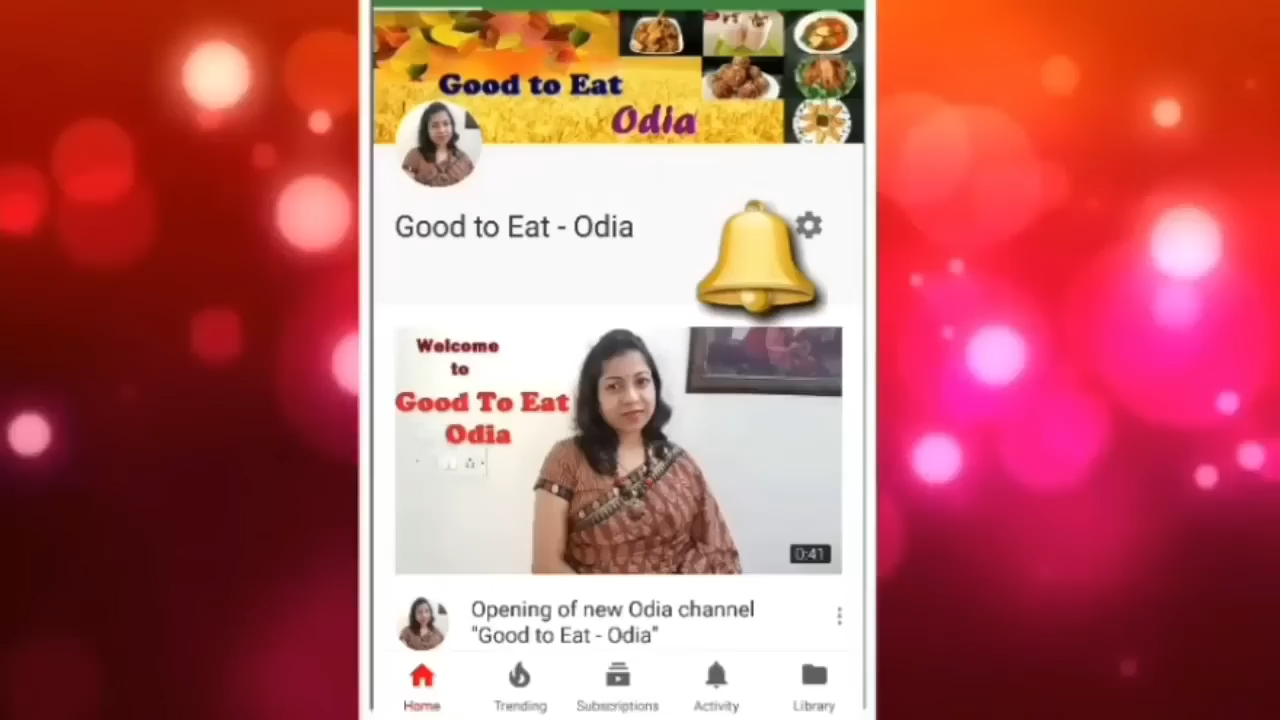 Good to Eat
Odia
Good to Eat - Odia
Welcome
to
Good To Eat
Odia
0:41
Opening of new Odia channel
"Good to Eat - Odia"
Home
Trending
Subscriptions
Activity
Library